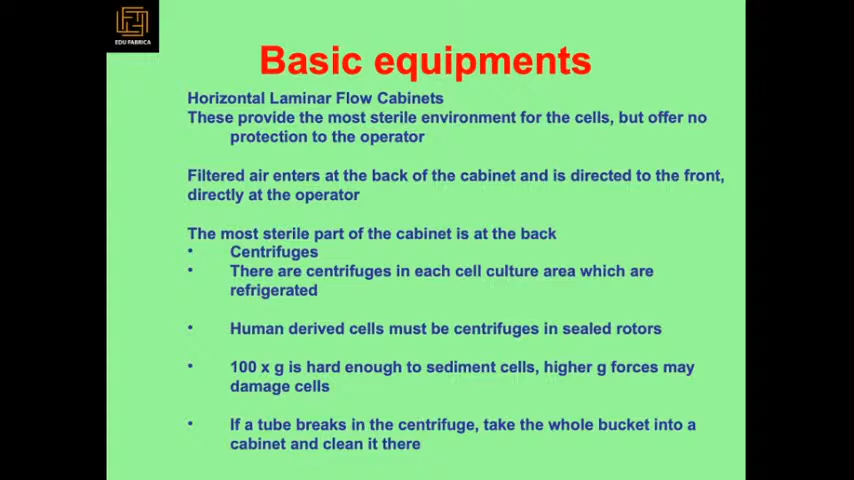 EDU FABRICA
Basic equipments
Horizontal Laminar Flow Cabinets
These provide the most sterile environment for the cells, but offer no
protection to the operator
Filtered air enters at the back of the cabinet and is directed to the front,
directly at the operator
The most sterile part of the cabinet is at the back
• Centrifuges
• There are centrifuges in each cell culture area which are
refrigerated
• Human derived cells must be centrifuges in sealed rotors
• 100 x g is hard enough to sediment cells, higher g forces may
damage cells
• If a tube breaks in the centrifuge, take the whole bucket into a
cabinet and clean it there